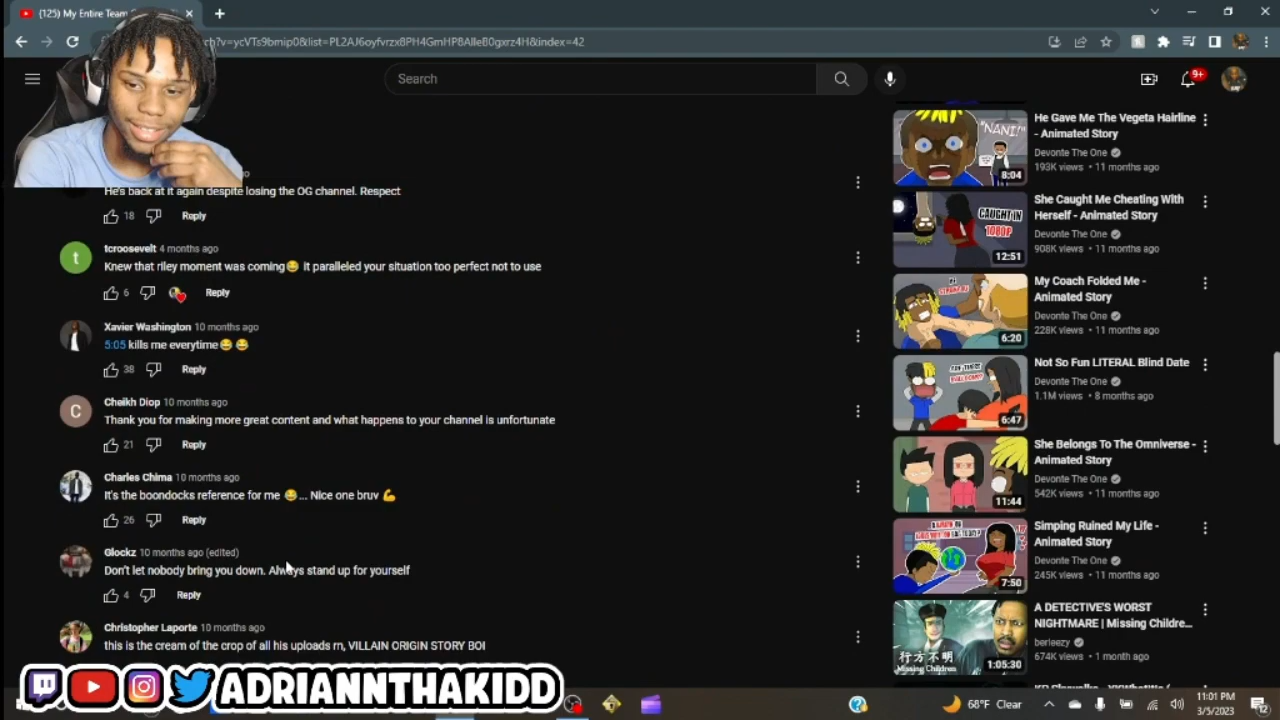 (125) My Entire Team
ch?v=ycVTs9bmip0&list=PL2AJ6oyfvrzx8PH4GmHP8AlleB0gxrz4H&index=42
Search
9+
He's back at it again despite losing the OG channel. Respect
18 Reply
t
tcroosevelt 4 months ago
Knew that riley moment was coming😂 it paralleled your situation too perfect not to use
6 Reply
Xavier Washington 10 months ago
5:05 kills me everytime😂 😂
38 Reply
C
Cheikh Diop 10 months ago
Thank you for making more great content and what happens to your channel is unfortunate
21 Reply
Charles Chima 10 months ago
It's the boondocks reference for me 😂... Nice one bruv 💪
26 Reply
Glockz 10 months ago (edited)
Don't let nobody bring you down. Always stand up for yourself
4 Reply
Christopher Laporte 10 months ago
this is the cream of the crop of all his uploads rn, VILLAIN ORIGIN STORY BOI
"NANI!"
8:04
He Gave Me The Vegeta Hairline
- Animated Story
Devonte The One
193K views • 11 months ago
CAUGHT IN
1080P
12:51
She Caught Me Cheating With
Herself - Animated Story
Devonte The One
908K views • 11 months ago
6:20
My Coach Folded Me -
Animated Story
Devonte The One
228K views • 11 months ago
6:47
Not So Fun LITERAL Blind Date
Devonte The One
1.1M views • 8 months ago
11:44
She Belongs To The Omniverse -
Animated Story
Devonte The One
542K views • 11 months ago
7:50
Simping Ruined My Life -
Animated Story
Devonte The One
245K views • 11 months ago
行方不明
Missing Children
1:05:30
A DETECTIVE'S WORST
NIGHTMARE | Missing Childre...
berleezy
674K views • 1 month ago
ADRIANNTHAKIDD
68°F Clear
11:01 PM
3/5/2023
12